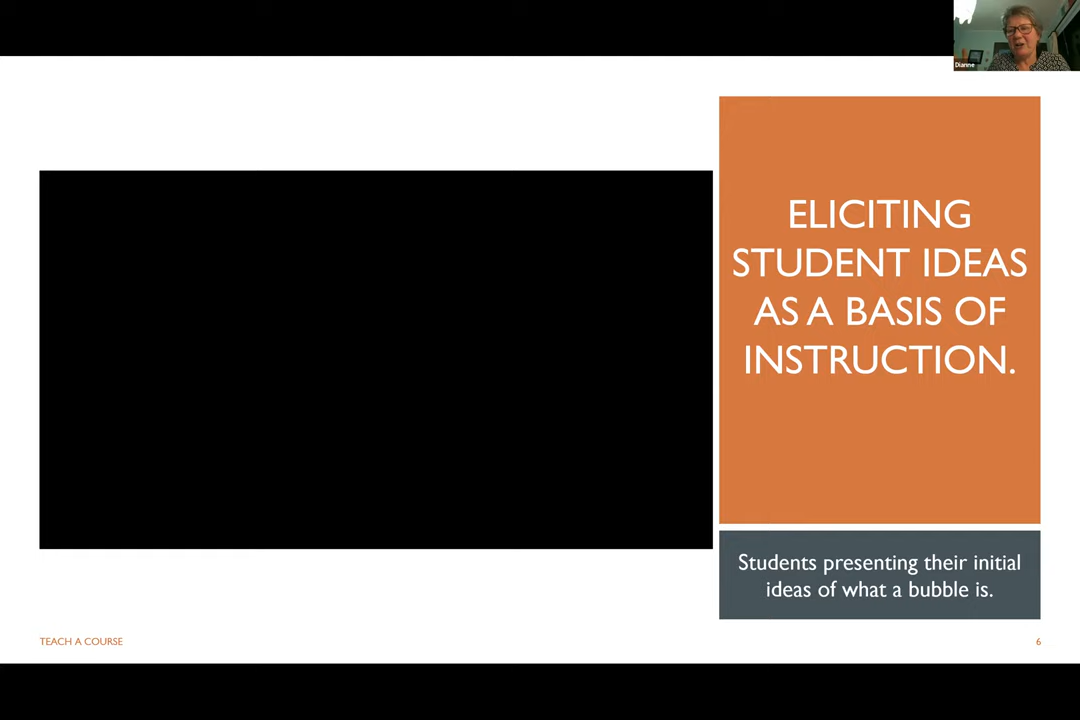 Dianne
ELICITING
STUDENT IDEAS
AS A BASIS OF
INSTRUCTION.
Students presenting their initial
ideas of what a bubble is.
TEACH A COURSE
6